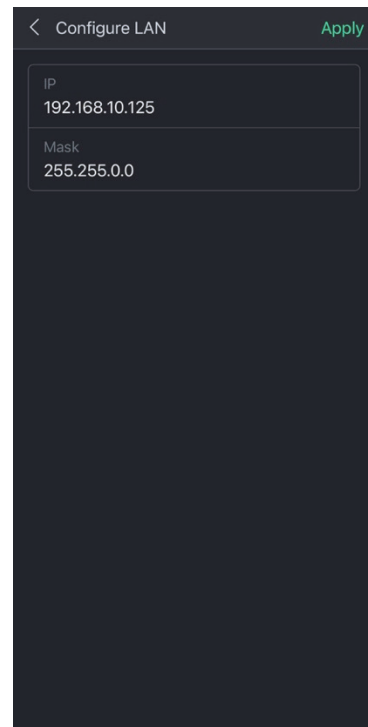 Configure LAN
Apply
IP
192.168.10.125
Mask
255.255.0.0